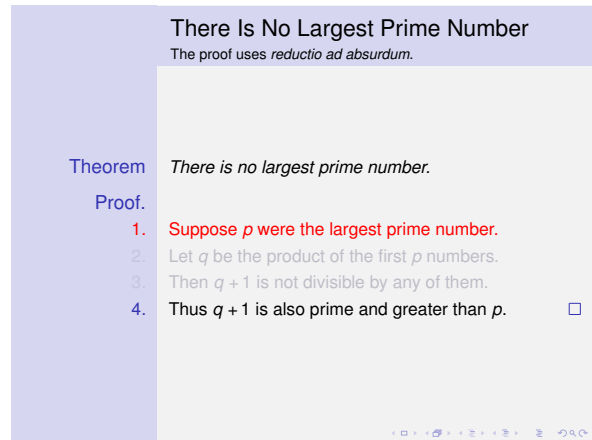 There Is No Largest Prime Number
The proof uses reductio ad absurdum.
Theorem There is no largest prime number.
Proof.
1. Suppose p were the largest prime number.
2. Let q be the product of the first p numbers.
3. Then q + 1 is not divisible by any of them.
4. Thus q + 1 is also prime and greater than p. □